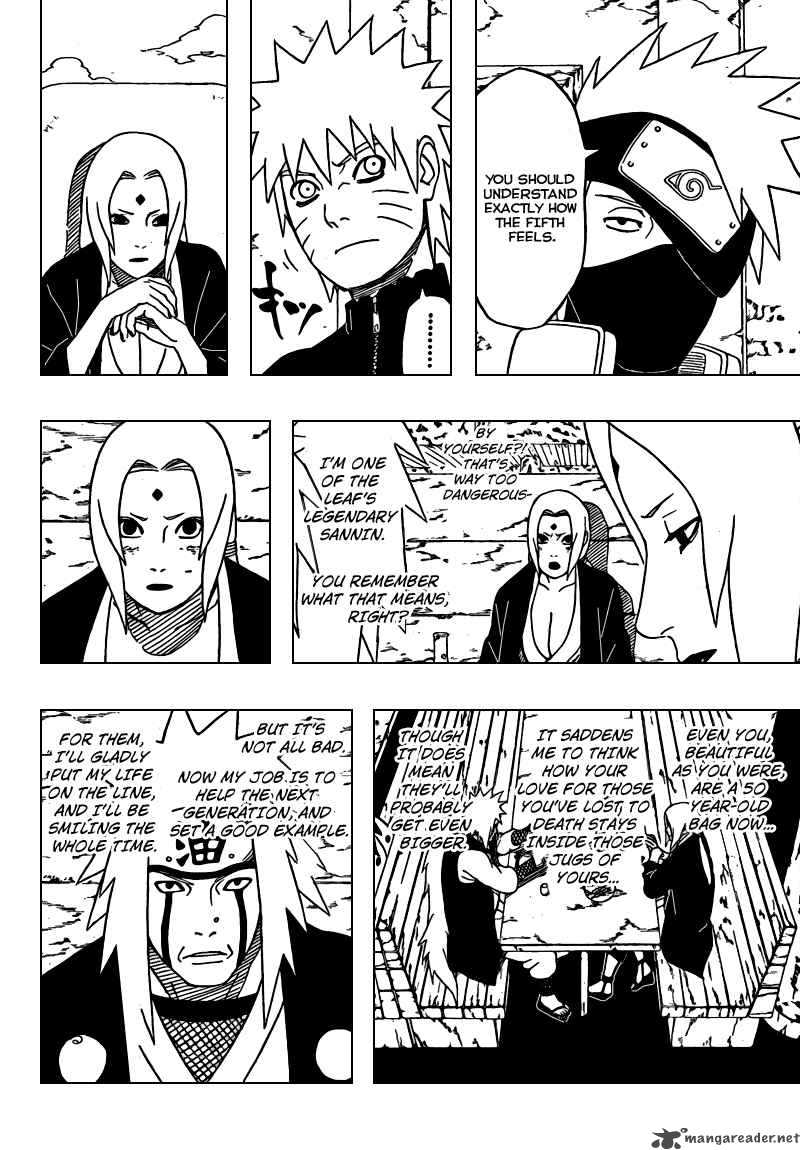 YOU SHOULD
UNDERSTAND
EXACTLY HOW
THE FIFTH
FEELS.
キッ
BY
YOURSELF?!
THAT'S
WAY TOO
DANGEROUS-
I'M ONE
OF THE
LEAF'S
LEGENDARY
SANNIN.
YOU REMEMBER
WHAT THAT MEANS,
RIGHT?
EVEN YOU,
BEAUTIFUL
AS YOU WERE,
ARE A 50
YEAR-OLD
BAG NOW...
IT SADDENS
ME TO THINK
HOW YOUR
LOVE FOR THOSE
YOU'VE LOST TO
DEATH STAYS
INSIDE THOSE
JUGS OF
YOURS...
THOUGH
IT DOES
MEAN
THEY'LL
PROBABLY
GET EVEN
BIGGER.
BUT IT'S
NOT ALL BAD.
NOW MY JOB IS TO
HELP THE NEXT
GENERATION, AND
SET A GOOD EXAMPLE.
FOR THEM,
I'LL GLADLY
PUT MY LIFE
ON THE LINE,
AND I'LL BE
SMILING THE
WHOLE TIME.
油
mangareader.net